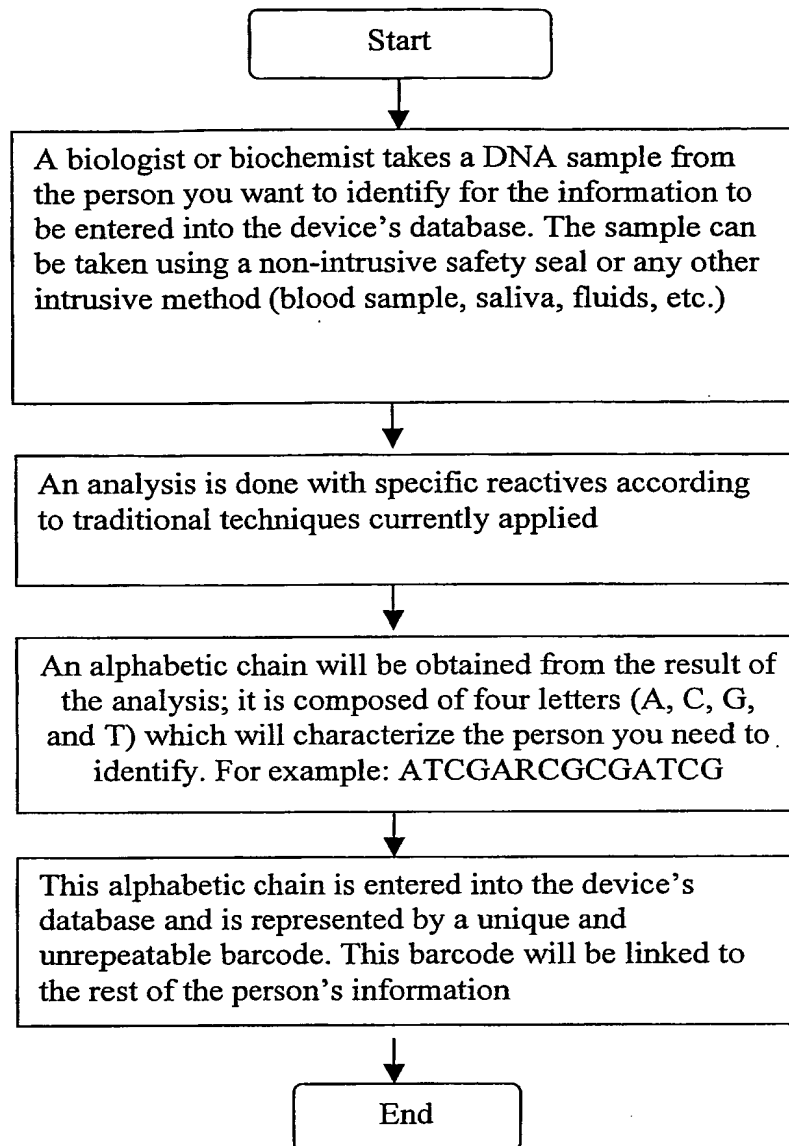 Start
A biologist or biochemist takes a DNA sample from
the person you want to identify for the information to
be entered into the device's database. The sample can
be taken using a non-intrusive safety seal or any other
intrusive method (blood sample, saliva, fluids, etc.)
An analysis is done with specific reactives according
to traditional techniques currently applied
An alphabetic chain will be obtained from the result of
the analysis; it is composed of four letters (A, C, G,
and T) which will characterize the person you need to
identify. For example: ATCGARCGCGATCG
This alphabetic chain is entered into the device's
database and is represented by a unique and
unrepeatable barcode. This barcode will be linked to
the rest of the person's information
End